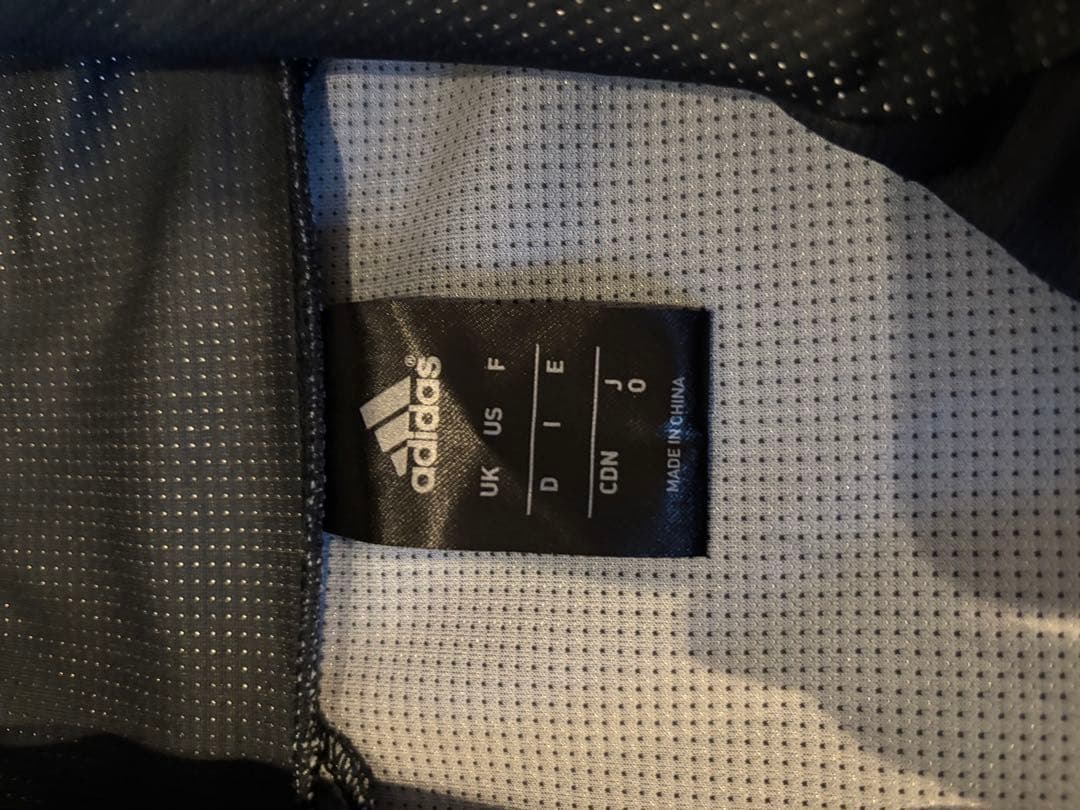 adidas®
UK US F
D I E
CDN J
O
MADE IN CHINA